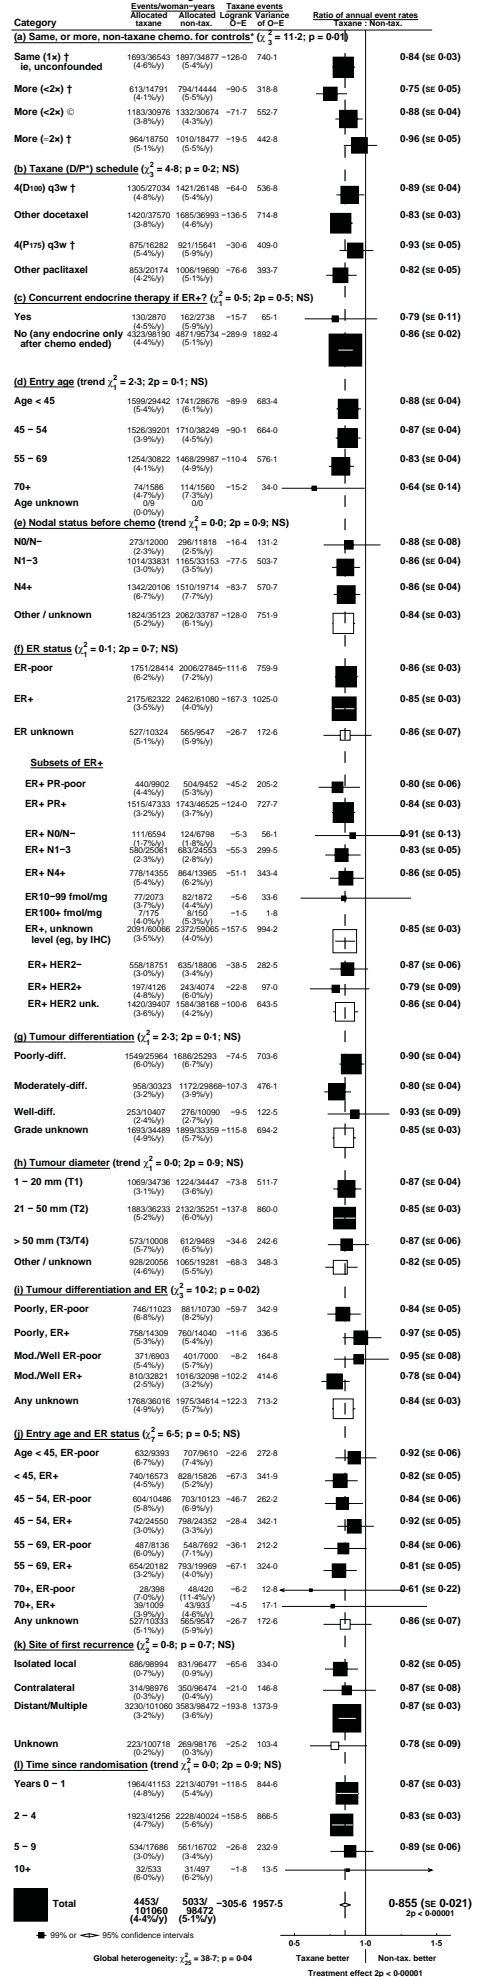 Events/woman−years Taxane events
Category Allocated taxane Allocated non-tax. Logrank O−E Variance of O−E Ratio of annual event rates Taxane : Non-tax.
(a) Same, or more, non-taxane chemo. for controls* (χ²₃ = 11·2; p = 0·01)
Same (1×) † 1693/36543 1897/34877 −126·0 740·1 0·84 (SE 0·03)
ie, unconfounded (4·6%/y) (5·4%/y)
More (<2×) † 613/14791 794/14444 −90·5 318·8 0·75 (SE 0·05)
(4·1%/y) (5·5%/y)
More (<2×) © 1183/30976 1332/30674 −71·7 552·7 0·88 (SE 0·04)
(3·8%/y) (4·3%/y)
More (=2×) † 964/18750 1010/18477 −19·5 442·8 0·96 (SE 0·05)
(5·1%/y) (5·5%/y)
(b) Taxane (D/P*) schedule (χ²₃ = 4·8; p = 0·2; NS)
4(D100) q3w † 1305/27034 1421/26148 −64·0 536·8 0·89 (SE 0·04)
(4·8%/y) (5·4%/y)
Other docetaxel 1420/37570 1685/36993 −136·5 714·8 0·83 (SE 0·03)
(3·8%/y) (4·6%/y)
4(P175) q3w † 875/16282 921/15641 −30·6 409·0 0·93 (SE 0·05)
(5·4%/y) (5·9%/y)
Other paclitaxel 853/20174 1006/19690 −76·6 393·7 0·82 (SE 0·05)
(4·2%/y) (5·1%/y)
(c) Concurrent endocrine therapy if ER+? (χ²₁ = 0·5; 2p = 0·5; NS)
Yes 130/2870 162/2738 −15·7 65·1 0·79 (SE 0·11)
(4·5%/y) (5·9%/y)
No (any endocrine only 4323/98190 4871/95734 −289·9 1892·4 0·86 (SE 0·02)
after chemo ended) (4·4%/y) (5·1%/y)
(d) Entry age (trend χ²₁ = 2·3; 2p = 0·1; NS)
Age < 45 1599/29442 1741/28676 −89·9 683·4 0·88 (SE 0·04)
(5·4%/y) (6·1%/y)
45 − 54 1526/39201 1710/38249 −90·1 664·0 0·87 (SE 0·04)
(3·9%/y) (4·5%/y)
55 − 69 1254/30822 1468/29987 −110·4 576·1 0·83 (SE 0·04)
(4·1%/y) (4·9%/y)
70+ 74/1586 114/1560 −15·2 34·0 0·64 (SE 0·14)
(4·7%/y) (7·3%/y)
Age unknown 0/9 0/0
(0·0%/y)
(e) Nodal status before chemo (trend χ²₁ = 0·0; 2p = 0·9; NS)
N0/N− 273/12000 296/11818 −16·4 131·2 0·88 (SE 0·08)
(2·3%/y) (2·5%/y)
N1−3 1014/33831 1165/33153 −77·5 503·7 0·86 (SE 0·04)
(3·0%/y) (3·5%/y)
N4+ 1342/20106 1510/19714 −83·7 570·7 0·86 (SE 0·04)
(6·7%/y) (7·7%/y)
Other / unknown 1824/35123 2062/33787 −128·0 751·9 0·84 (SE 0·03)
(5·2%/y) (6·1%/y)
(f) ER status (χ²₁ = 0·1; 2p = 0·7; NS)
ER-poor 1751/28414 2006/27845 −111·6 759·9 0·86 (SE 0·03)
(6·2%/y) (7·2%/y)
ER+ 2175/62322 2462/61080 −167·3 1025·0 0·85 (SE 0·03)
(3·5%/y) (4·0%/y)
ER unknown 527/10324 565/9547 −26·7 172·6 0·86 (SE 0·07)
(5·1%/y) (5·9%/y)
Subsets of ER+
ER+ PR-poor 440/9902 504/9452 −45·2 205·2 0·80 (SE 0·06)
(4·4%/y) (5·3%/y)
ER+ PR+ 1515/47333 1743/46525 −124·0 727·7 0·84 (SE 0·03)
(3·2%/y) (3·7%/y)
ER+ N0/N− 111/6594 124/6798 −5·3 56·1 0·91 (SE 0·13)
(1·7%/y) (1·8%/y)
ER+ N1−3 580/25061 683/24553 −55·3 299·5 0·83 (SE 0·05)
(2·3%/y) (2·8%/y)
ER+ N4+ 778/14355 864/13965 −51·1 343·4 0·86 (SE 0·05)
(5·4%/y) (6·2%/y)
ER10−99 fmol/mg 77/2073 82/1872 −5·6 33·6
(3·7%/y) (4·4%/y)
ER100+ fmol/mg 7/175 8/150 −1·5 1·8
(4·0%/y) (5·3%/y)
ER+, unknown 2091/60066 2372/59065 −157·5 994·2 0·85 (SE 0·03)
level (eg, by IHC) (3·5%/y) (4·0%/y)
ER+ HER2− 558/18751 635/18806 −38·5 282·5 0·87 (SE 0·06)
(3·0%/y) (3·4%/y)
ER+ HER2+ 197/4126 243/4074 −22·8 97·0 0·79 (SE 0·09)
(4·8%/y) (6·0%/y)
ER+ HER2 unk. 1420/39407 1584/38168 −100·6 643·5 0·86 (SE 0·04)
(3·6%/y) (4·2%/y)
(g) Tumour differentiation (χ²₁ = 2·3; 2p = 0·1; NS)
Poorly-diff. 1549/25964 1686/25293 −74·5 703·6 0·90 (SE 0·04)
(6·0%/y) (6·7%/y)
Moderately-diff. 958/30323 1172/29868 −107·3 476·1 0·80 (SE 0·04)
(3·2%/y) (3·9%/y)
Well-diff. 253/10407 276/10090 −9·5 122·5 0·93 (SE 0·09)
(2·4%/y) (2·7%/y)
Grade unknown 1693/34489 1899/33359 −115·8 694·2 0·85 (SE 0·03)
(4·9%/y) (5·7%/y)
(h) Tumour diameter (trend χ²₁ = 0·0; 2p = 0·9; NS)
1 − 20 mm (T1) 1069/34736 1224/34447 −73·8 511·7 0·87 (SE 0·04)
(3·1%/y) (3·6%/y)
21 − 50 mm (T2) 1883/36233 2132/35251 −137·8 860·0 0·85 (SE 0·03)
(5·2%/y) (6·0%/y)
> 50 mm (T3/T4) 573/10008 612/9469 −34·6 242·6 0·87 (SE 0·06)
(5·7%/y) (6·5%/y)
Other / unknown 928/20056 1065/19281 −68·3 348·3 0·82 (SE 0·05)
(4·6%/y) (5·5%/y)
(i) Tumour differentiation and ER (χ²₃ = 10·2; p = 0·02)
Poorly, ER-poor 746/11023 881/10730 −59·7 342·9 0·84 (SE 0·05)
(6·8%/y) (8·2%/y)
Poorly, ER+ 758/14309 760/14040 −11·6 336·5 0·97 (SE 0·05)
(5·3%/y) (5·4%/y)
Mod./Well ER-poor 371/6903 401/7000 −8·2 164·8 0·95 (SE 0·08)
(5·4%/y) (5·7%/y)
Mod./Well ER+ 810/32821 1016/32098 −102·2 414·6 0·78 (SE 0·04)
(2·5%/y) (3·2%/y)
Any unknown 1768/36016 1975/34614 −122·3 713·2 0·84 (SE 0·03)
(4·9%/y) (5·7%/y)
(j) Entry age and ER status (χ²₇ = 6·5; p = 0·5; NS)
Age < 45, ER-poor 632/9393 707/9610 −22·6 272·8 0·92 (SE 0·06)
(6·7%/y) (7·4%/y)
< 45, ER+ 740/16573 828/15826 −67·3 341·9 0·82 (SE 0·05)
(4·5%/y) (5·2%/y)
45 − 54, ER-poor 604/10486 703/10123 −46·7 262·2 0·84 (SE 0·06)
(5·8%/y) (6·9%/y)
45 − 54, ER+ 742/24550 798/24352 −28·4 342·1 0·92 (SE 0·05)
(3·0%/y) (3·3%/y)
55 − 69, ER-poor 487/8136 548/7692 −36·1 212·2 0·84 (SE 0·06)
(6·0%/y) (7·1%/y)
55 − 69, ER+ 654/20182 793/19969 −67·1 324·0 0·81 (SE 0·05)
(3·2%/y) (4·0%/y)
70+, ER-poor 28/398 48/420 −6·2 12·8 0·61 (SE 0·22)
(7·0%/y) (11·4%/y)
70+, ER+ 39/1009 43/933 −4·5 17·1
(3·9%/y) (4·6%/y)
Any unknown 527/10333 565/9547 −26·7 172·6 0·86 (SE 0·07)
(5·1%/y) (5·9%/y)
(k) Site of first recurrence (χ²₂ = 0·8; p = 0·7; NS)
Isolated local 686/98994 831/96477 −65·6 334·0 0·82 (SE 0·05)
(0·7%/y) (0·9%/y)
Contralateral 314/98976 350/96474 −21·0 146·8 0·87 (SE 0·08)
(0·3%/y) (0·4%/y)
Distant/Multiple 3230/101060 3583/98472 −193·8 1373·9 0·87 (SE 0·03)
(3·2%/y) (3·6%/y)
Unknown 223/100718 269/98176 −25·2 103·4 0·78 (SE 0·09)
(0·2%/y) (0·3%/y)
(l) Time since randomisation (trend χ²₁ = 0·0; 2p = 0·9; NS)
Years 0 − 1 1964/41153 2213/40791 −118·5 844·6 0·87 (SE 0·03)
(4·8%/y) (5·4%/y)
2 − 4 1923/41256 2228/40024 −158·5 866·5 0·83 (SE 0·03)
(4·7%/y) (5·6%/y)
5 − 9 534/17686 561/16702 −26·8 232·9 0·89 (SE 0·06)
(3·0%/y) (3·4%/y)
10+ 32/533 31/497 −1·8 13·5
(6·0%/y) (6·2%/y)
Total 4453/101060 5033/98472 −305·6 1957·5 0·855 (SE 0·021)
(4·4%/y) (5·1%/y) 2p < 0·00001
99% or 95% confidence intervals
0·5 1·0 1·5
Global heterogeneity: χ²₂₅ = 38·7; p = 0·04 Taxane better Non-tax. better
Treatment effect 2p < 0·00001